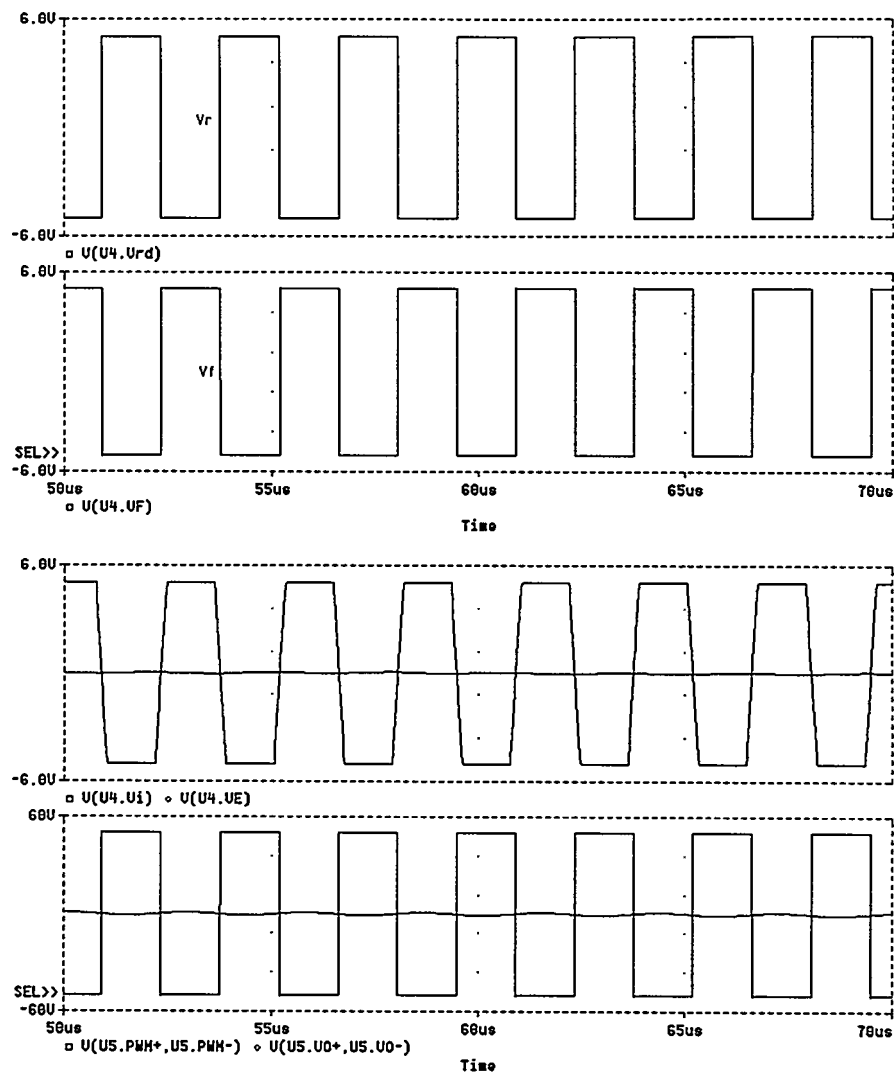 6.0V
Vr
-6.0V
▫ V(U4.Vrd)
6.0V
Vf
SEL>>
-6.0V
50us 55us 60us 65us 70us
▫ V(U4.VF)
Time
6.0V
-6.0V
▫ V(U4.Vi) ⋄ V(U4.VE)
60V
SEL>>
-60V
50us 55us 60us 65us 70us
▫ V(U5.PWM+,U5.PWM-) ⋄ V(U5.VO+,U5.VO-)
Time